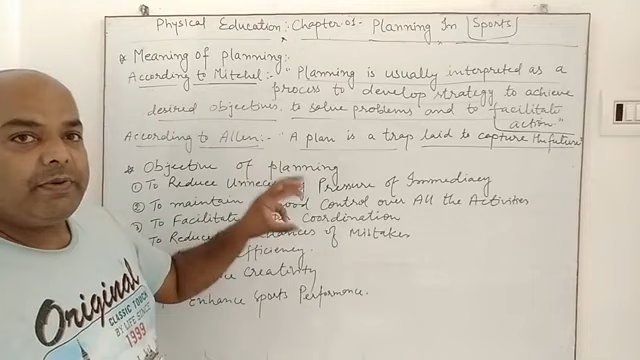 Physical Education:- Chapter-01- Planning In Sports
* Meaning of planning:-
According to Mitchel:- "Planning is usually interpreted as a
process to develop strategy to achieve
desired objectives, to solve problems and to facilitate
action"
According to Allen:- "A plan is a trap laid to capture the future"
* Objective of planning
① To Reduce Unnece Pressure of Immediacy
② To maintain ood Control over All the Activities
③ To Facilitate Coordination
To Reduce hances of Mistakes
efficiency.
ce Creativity
Enhance Sports Performance.
Original
CLASSIC TOUCH
BY LIFE SINCE
1999